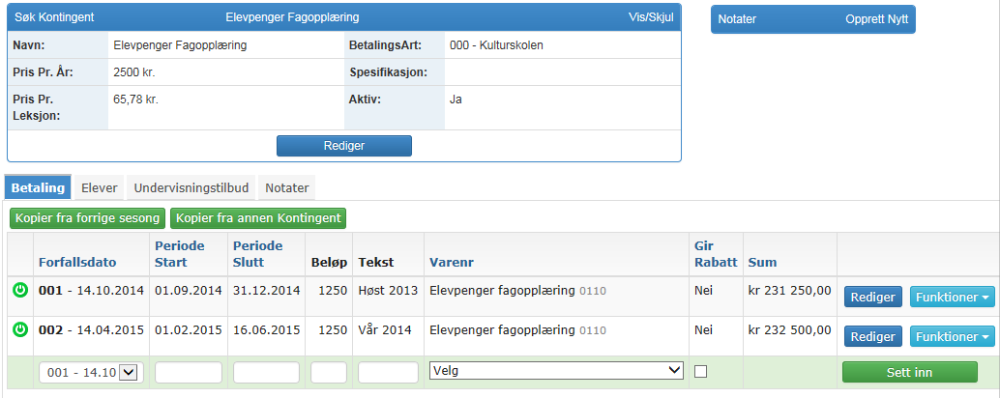 Søk Kontingent Elevpenger Fagopplæring Vis/Skjul
Notater Opprett Nytt
Navn: Elevpenger Fagopplæring BetalingsArt: 000 - Kulturskolen
Pris Pr. År: 2500 kr. Spesifikasjon:
Pris Pr. 65,78 kr. Aktiv: Ja
Leksjon:
Rediger
Betaling Elever Undervisningstilbud Notater
Kopier fra forrige sesong Kopier fra annen Kontingent
Periode Periode Gir
Forfallsdato Start Slutt Beløp Tekst Varenr Rabatt Sum
001 - 14.10.2014 01.09.2014 31.12.2014 1250 Høst 2013 Elevpenger fagopplæring 0110 Nei kr 231 250,00 Rediger Funktioner
002 - 14.04.2015 01.02.2015 16.06.2015 1250 Vår 2014 Elevpenger fagopplæring 0110 Nei kr 232 500,00 Rediger Funktioner
001 - 14.10 Velg Sett inn